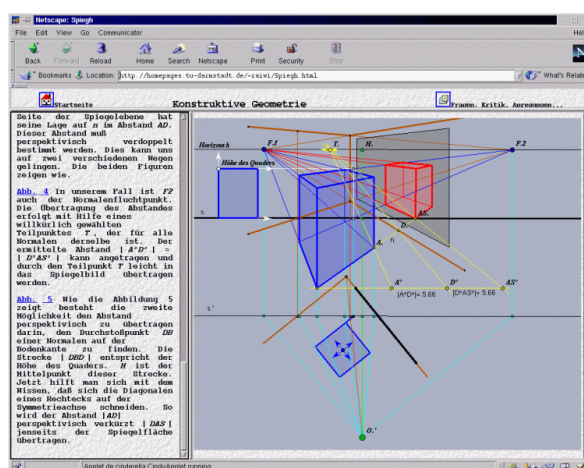 Netscape: Spiegh
File Edit View Go Communicator Hel
Back Forward Reload Home Search Netscape Print Security Stop
Bookmarks Location: http://homepages.tu-darmstadt.de/~raiwi/Spiegh.html What's Relate
Startseite Konstruktive Geometrie Fragen. Kritik. Anregungen...
Seite der Spiegelebene hat
seine Lage auf n im Abstand AD.
Dieser Abstand muß
perspektivisch verdoppelt
bestimmt werden. Dies kann uns
auf zwei verschiedenen Wegen
gelingen. Die beiden Figuren
zeigen wie.
Abb. 4 In unserem Fall ist F2
auch der Normalenfluchtpunkt.
Die Übertragung des Abstandes
erfolgt mit Hilfe eines
willkürlich gewählten
Teilpunktes T, der für alle
Normalen derselbe ist. Der
ermittelte Abstand |A°D°| =
|D°AS°| kann angetragen und
durch den Teilpunkt T leicht in
das Spiegelbild übertragen
werden.
Abb. 5 Wie die Abbildung 5
zeigt besteht die zweite
Möglichkeit den Abstand
perspektivisch zu übertragen
darin, den Durchstoßpunkt DB
einer Normalen auf der
Bodenkante zu finden. Die
Strecke |DBD| entspricht der
Höhe des Quaders. H ist der
Mittelpunkt dieser Strecke.
Jetzt hilft man sich mit dem
Wissen, daß sich die Diagonalen
eines Rechtecks auf der
Symmetrieachse schneiden. So
wird der Abstand |AD|
perspektivisch verkürzt |DAS|
jenseits der Spiegelfläche
übertragen.
F.1 T. H. F.2
Horizont h
Höhe des Quaders
s. AS.
D.
A. n.
A° D° AS°
|A°D°|= 5.66 |D°AS°|= 5.66
s.'
O.'
Applet de.cinderella.CindyApplet running